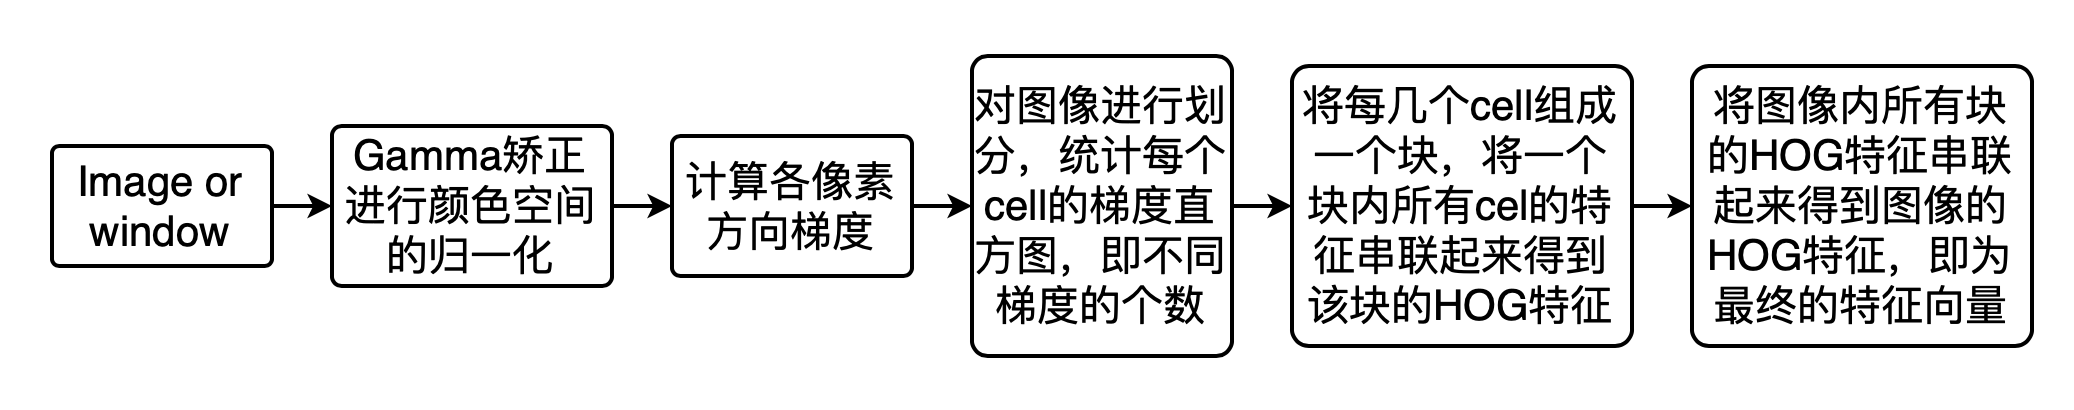 Image or
window
Gamma矫正
进行颜色空间
的归一化
计算各像素
方向梯度
对图像进行划
分，统计每个
cell的梯度直
方图，即不同
梯度的个数
将每几个cell组成
一个块，将一个
块内所有cel的特
征串联起来得到
该块的HOG特征
将图像内所有块
的HOG特征串联
起来得到图像的
HOG特征，即为
最终的特征向量